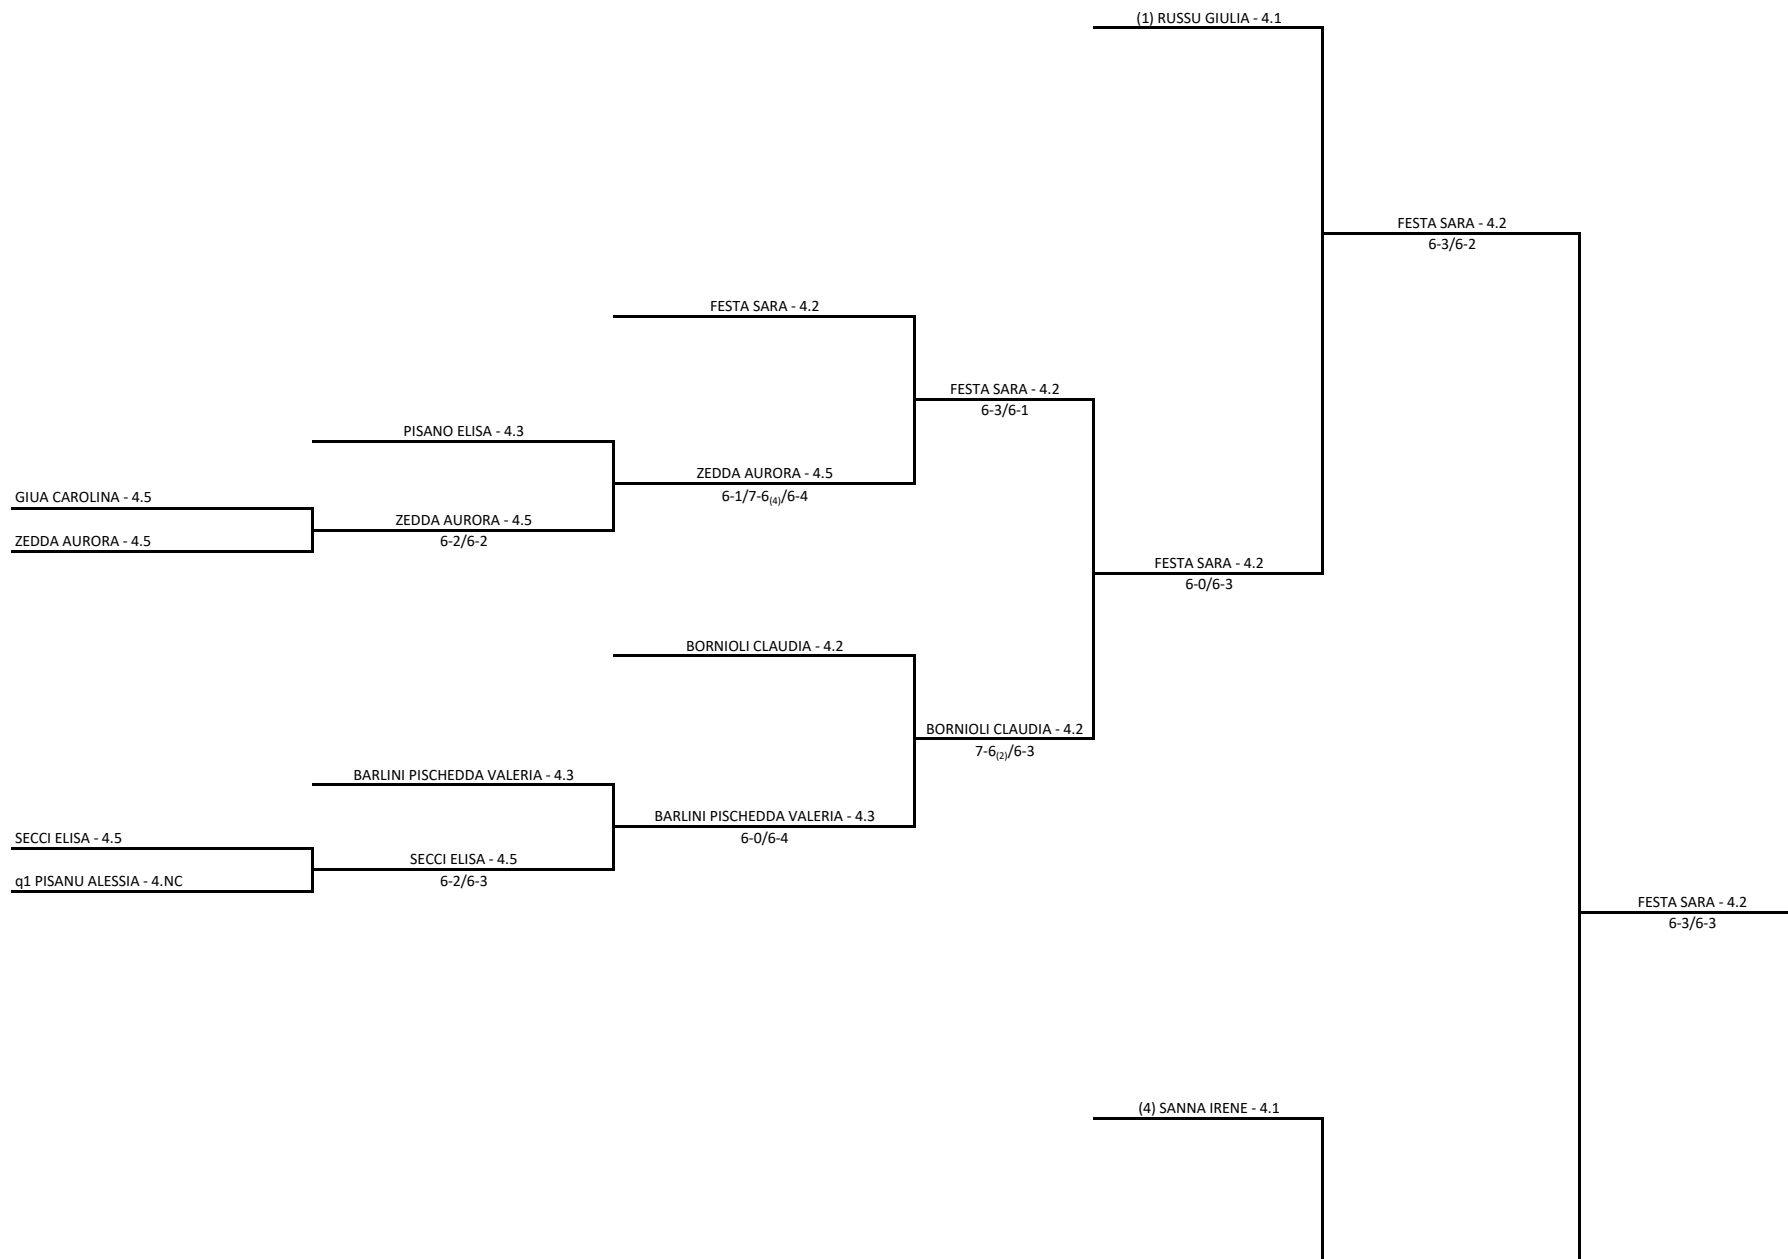 (1) RUSSU GIULIA - 4.1
FESTA SARA - 4.2
6-3/6-2
FESTA SARA - 4.2
FESTA SARA - 4.2
6-3/6-1
PISANO ELISA - 4.3
ZEDDA AURORA - 4.5
6-1/7-6(4)/6-4
GIUA CAROLINA - 4.5
ZEDDA AURORA - 4.5
6-2/6-2
ZEDDA AURORA - 4.5
FESTA SARA - 4.2
6-0/6-3
BORNIOLI CLAUDIA - 4.2
BORNIOLI CLAUDIA - 4.2
7-6(2)/6-3
BARLINI PISCHEDDA VALERIA - 4.3
BARLINI PISCHEDDA VALERIA - 4.3
6-0/6-4
SECCI ELISA - 4.5
SECCI ELISA - 4.5
6-2/6-3
q1 PISANU ALESSIA - 4.NC
FESTA SARA - 4.2
6-3/6-3
(4) SANNA IRENE - 4.1